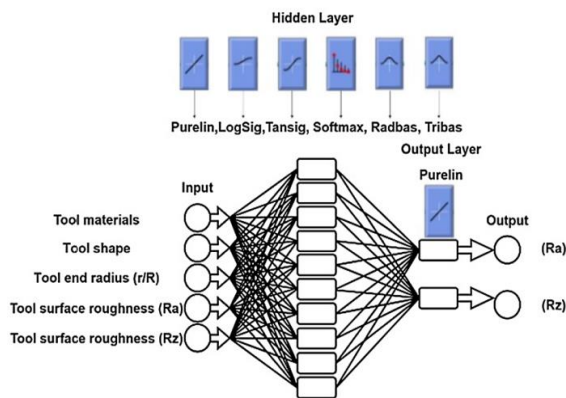 Hidden Layer
Purelin,LogSig,Tansig, Softmax, Radbas, Tribas
Output Layer
Purelin
Input
Output
Tool materials
Tool shape
Tool end radius (r/R)
Tool surface roughness (Ra)
Tool surface roughness (Rz)
(Ra)
(Rz)